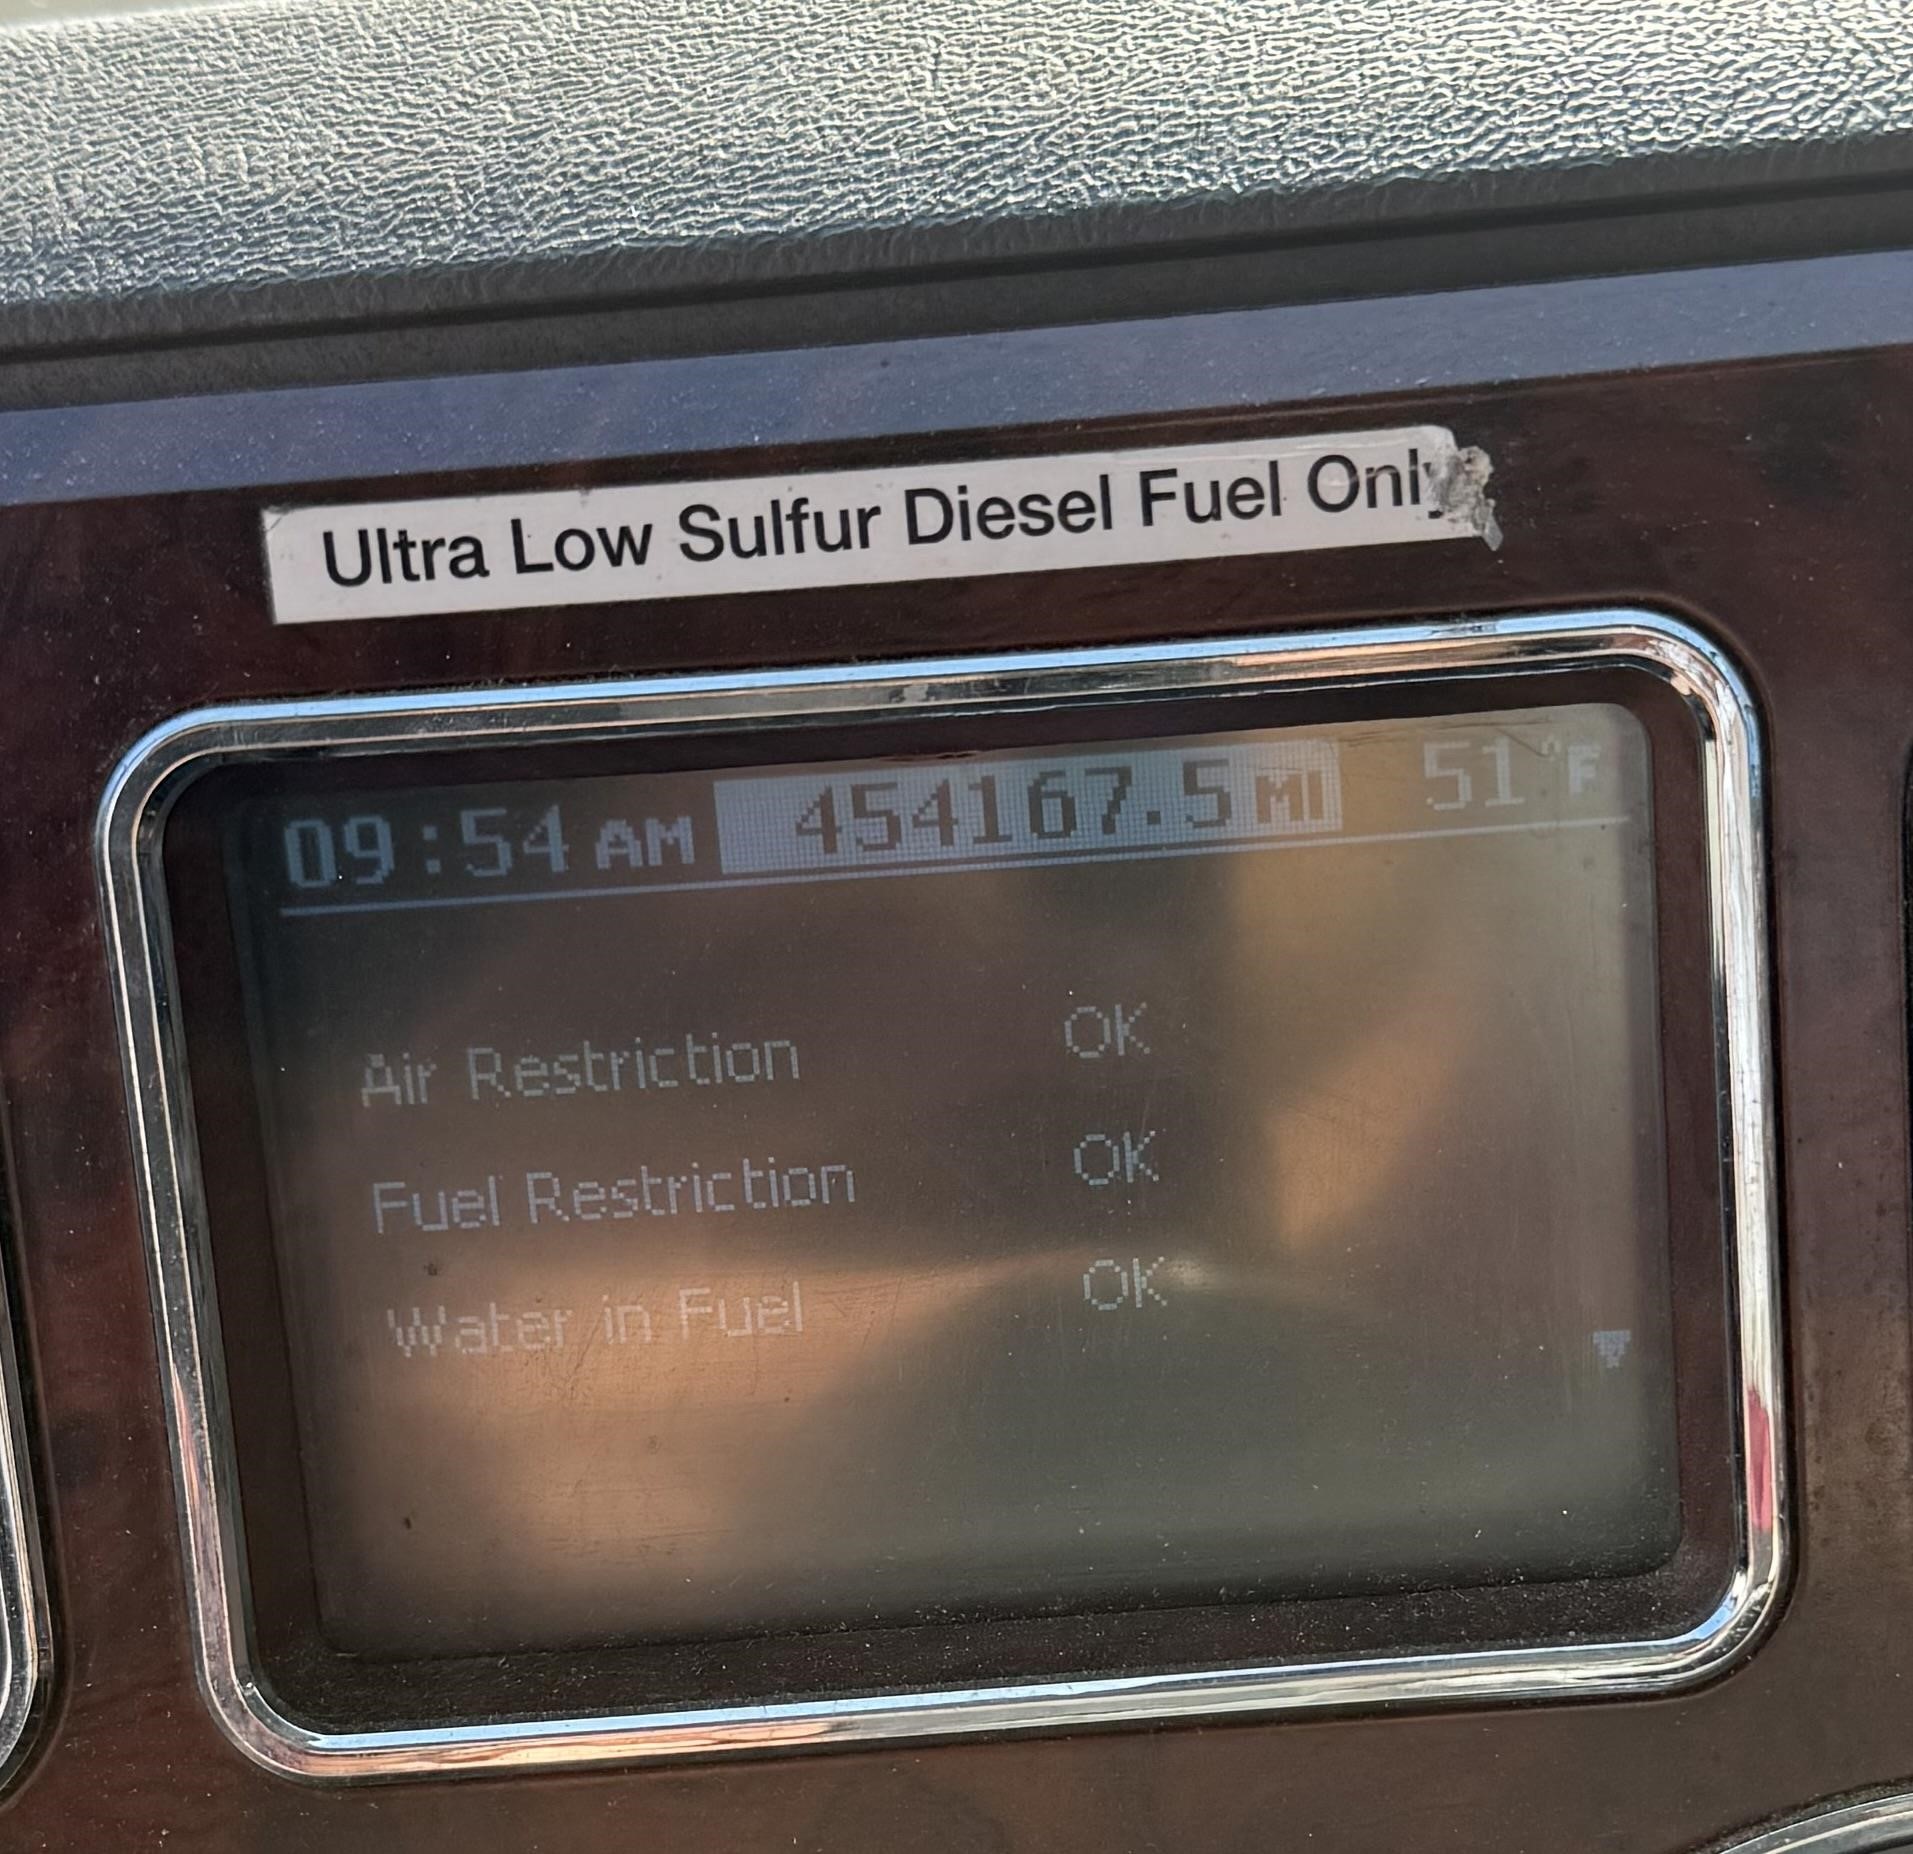 Ultra Low Sulfur Diesel Fuel Only
09:54 AM 454167.5 MI 51°F
Air Restriction OK
Fuel Restriction OK
Water in Fuel OK